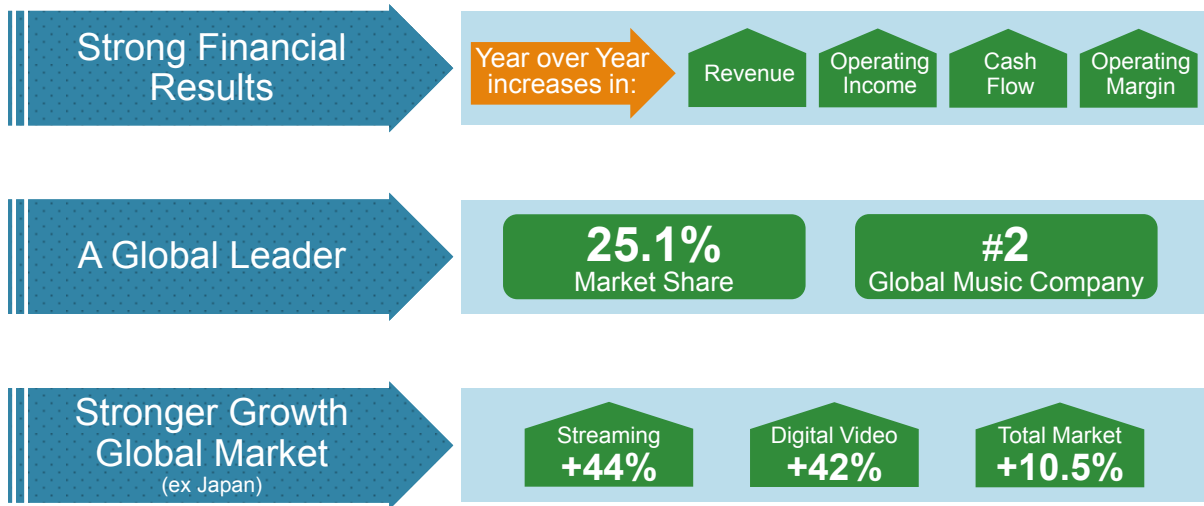 Strong Financial
Results
Year over Year
increases in:
Revenue
Operating
Income
Cash
Flow
Operating
Margin
A Global Leader
25.1%
Market Share
#2
Global Music Company
Stronger Growth
Global Market
(ex Japan)
Streaming
+44%
Digital Video
+42%
Total Market
+10.5%